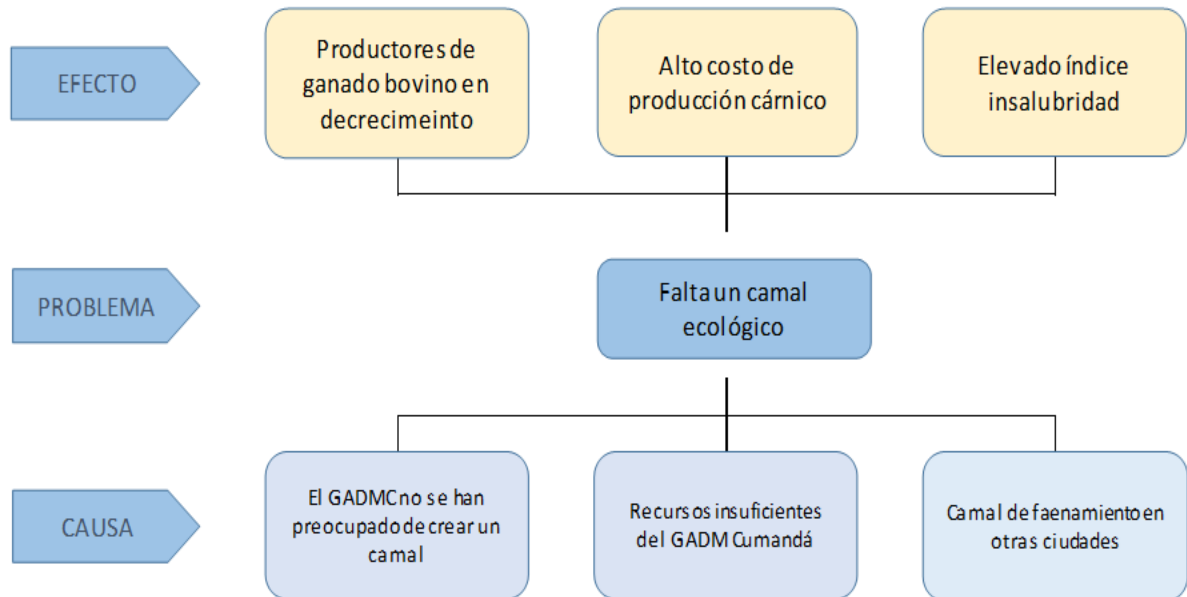 EFECTO
Productores de
ganado bovino en
decrecimeinto
Alto costo de
producción cárnico
Elevado índice
insalubridad
PROBLEMA
Falta un camal
ecológico
CAUSA
El GADMC no se han
preocupado de crear un
camal
Recursos insuficientes
del GADM Cumandá
Camal de faenamiento en
otras ciudades